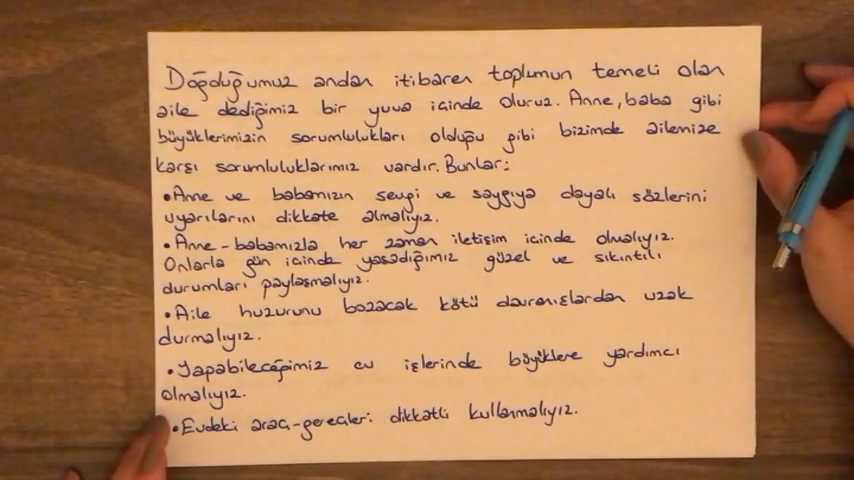 Doğduğumuz andan itibaren toplumun temeli olan
aile dediğimiz bir yuva içinde oluruz. Anne, baba gibi
büyüklerimizin sorumlulukları olduğu gibi bizimde ailemize
karşı sorumluluklarımız vardır. Bunlar:
• Anne ve babamızın sevgi ve saygıya dayalı sözlerini
uyarılarını dikkate almalıyız.
• Anne-babamızla her zaman iletişim içinde olmalıyız.
Onlarla gün içinde yaşadığımız güzel ve sıkıntılı
durumları paylaşmalıyız.
• Aile huzurunu bozacak kötü davranışlardan uzak
durmalıyız.
• Yapabileceğimiz ev işlerinde büyüklere yardımcı
olmalıyız.
• Evdeki araç-gereçleri dikkatli kullanmalıyız.